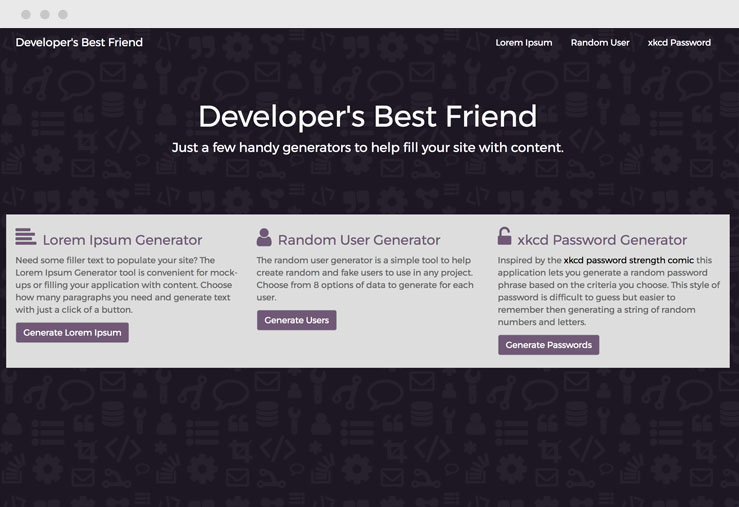 Developer's Best Friend
Lorem Ipsum
Random User
xkcd Password
Developer's Best Friend
Just a few handy generators to help fill your site with content.
Lorem Ipsum Generator
Need some filler text to populate your site? The
Lorem Ipsum Generator tool is convenient for mock-
ups or filling your application with content. Choose
how many paragraphs you need and generate text
with just a click of a button.
Generate Lorem Ipsum
Random User Generator
The random user generator is a simple tool to help
create random and fake users to use in any project.
Choose from 8 options of data to generate for each
user.
Generate Users
xkcd Password Generator
Inspired by the xkcd password strength comic this
application lets you generate a random password
phrase based on the criteria you choose. This style of
password is difficult to guess but easier to
remember then generating a string of random
numbers and letters.
Generate Passwords